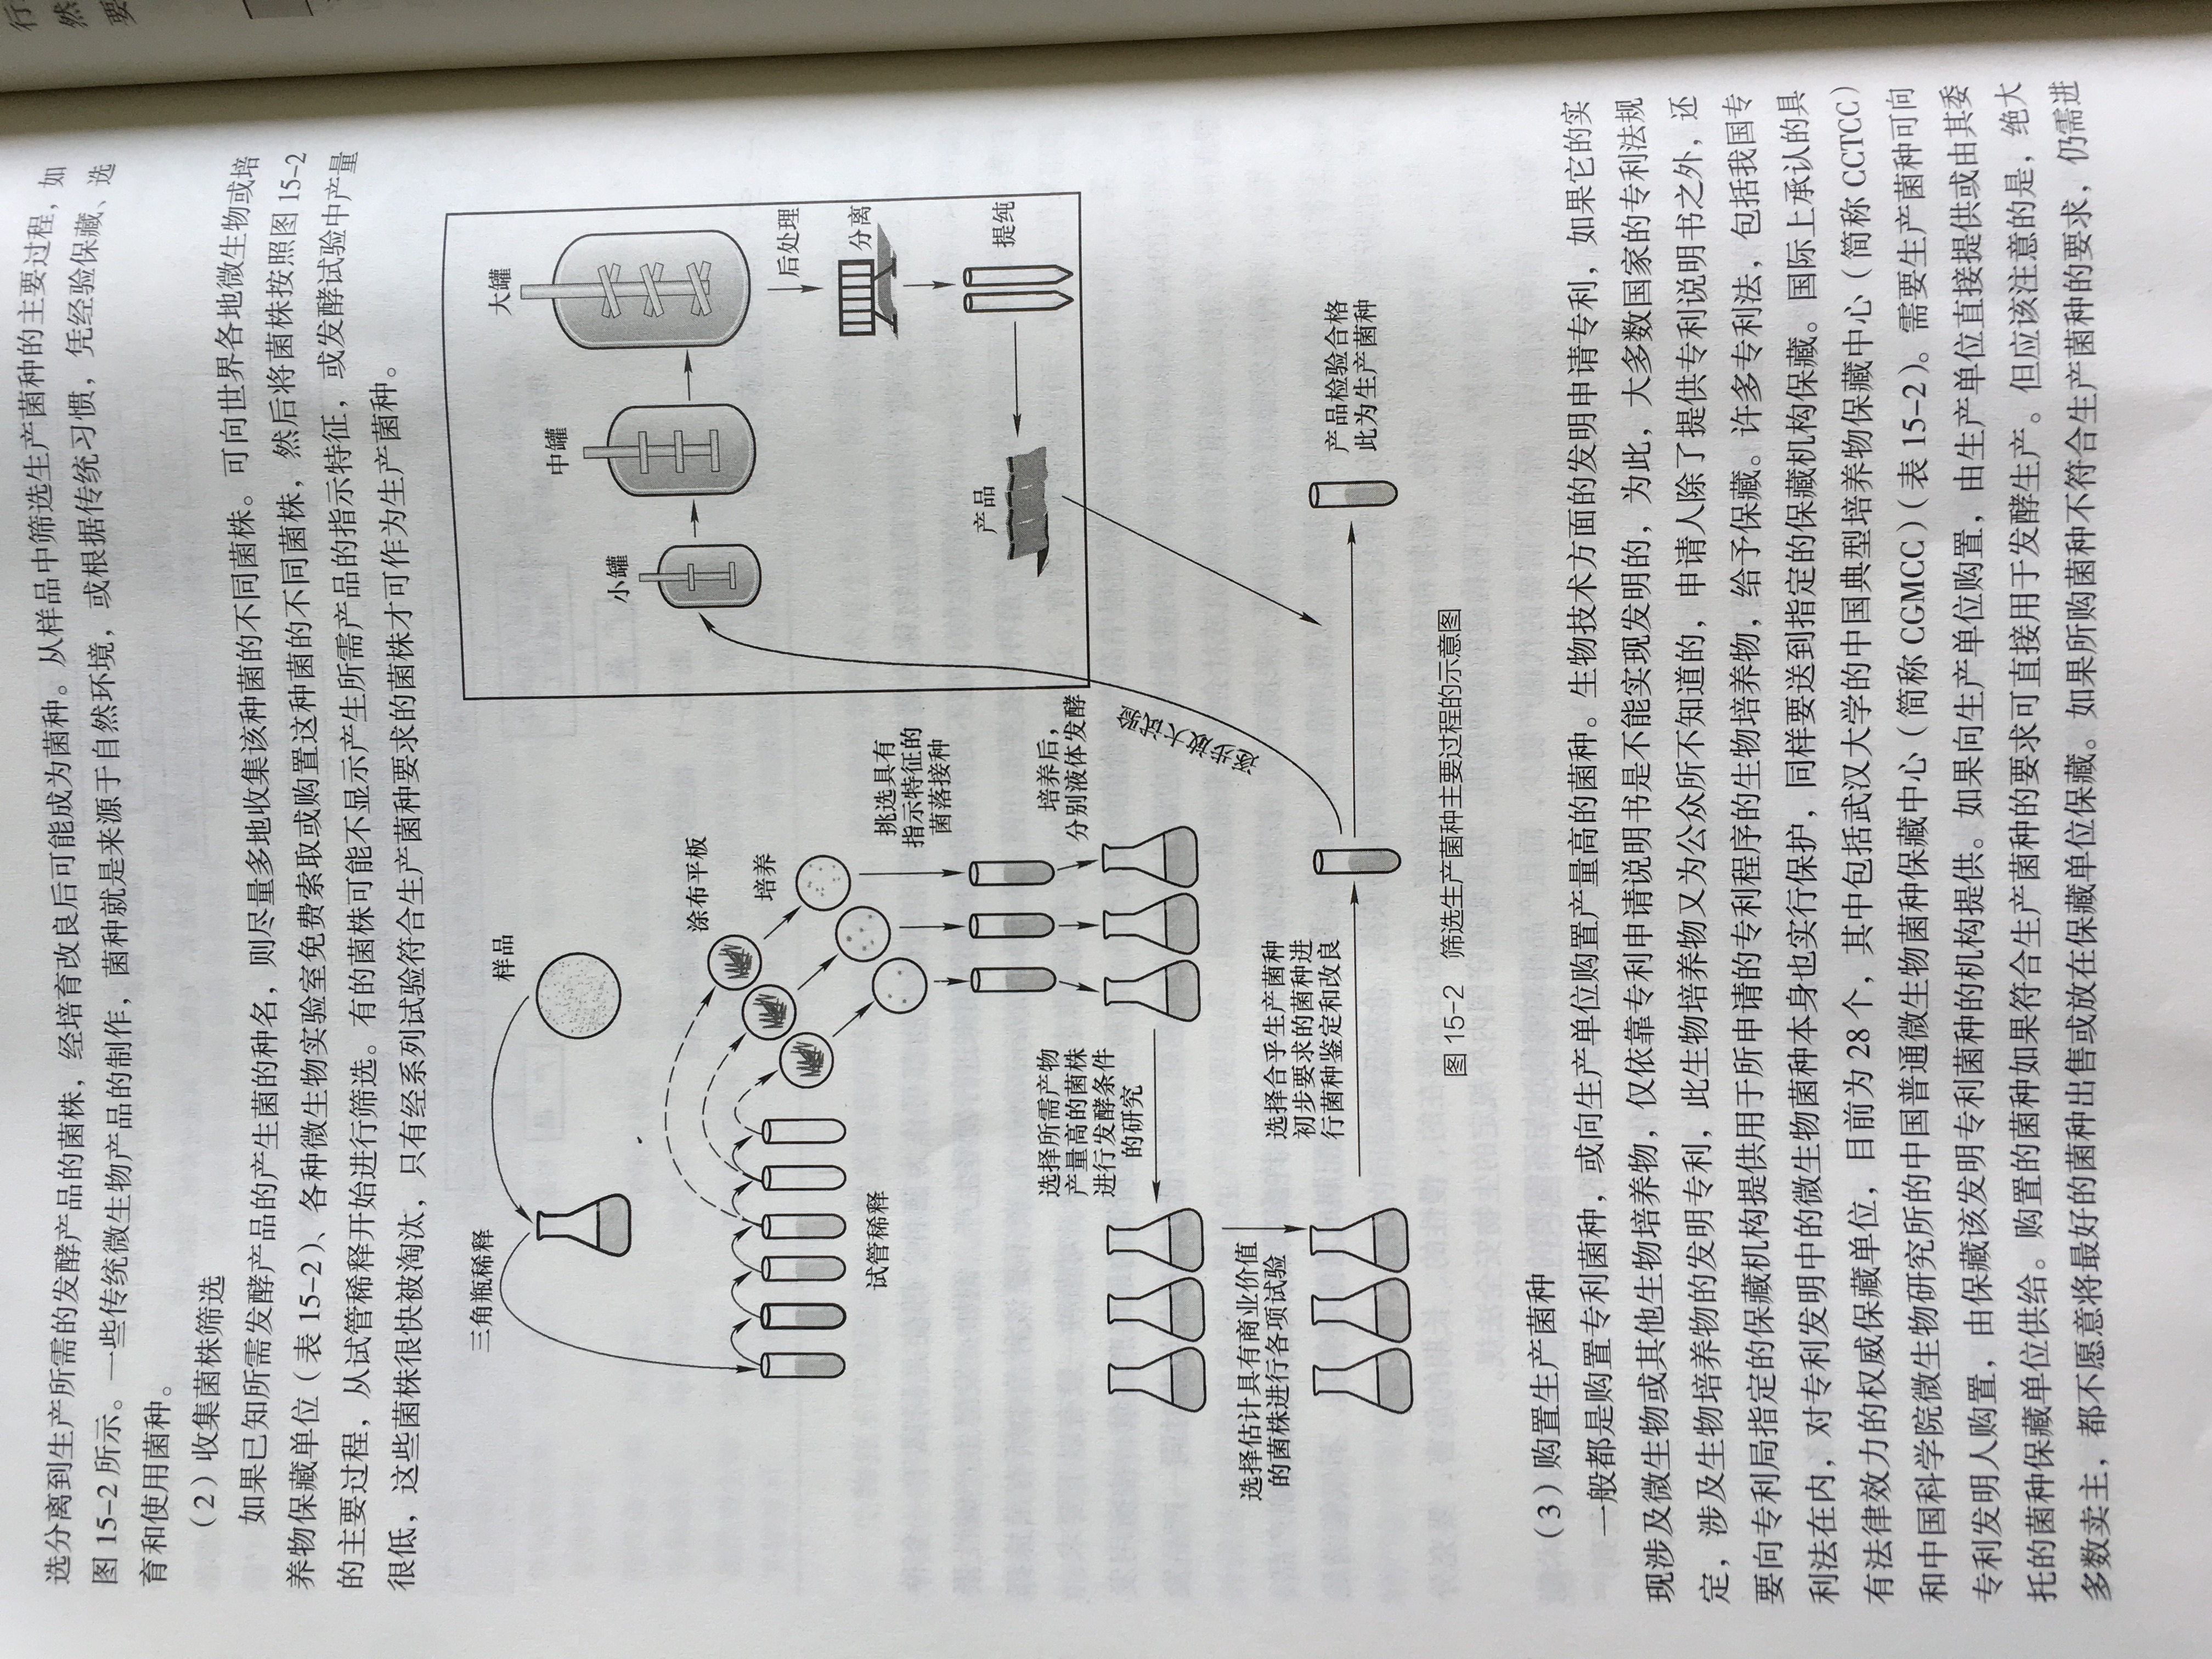 选分离到生产所需的发酵产品的菌株，经培育改良后可能成为菌种。从样品中筛选生产菌种的主要过程，如
图 15-2 所示。一些传统微生物产品的制作，菌种就是来源于自然环境，或根据传统习惯，凭经验保藏、选
育和使用菌种。
（2）收集菌株筛选
如果已知所需发酵产品的产生菌的种名，则尽量多地收集该种菌的不同菌株。可向世界各地微生物或培
养物保藏单位（表 15-2）、各种微生物实验室免费索取或购置这种菌的不同菌株，然后将菌株按照图 15-2
的主要过程，从试管稀释开始进行筛选。有的菌株可能不显示产生所需产品的指示特征，或发酵试验中产量
很低，这些菌株很快被淘汰，只有经系列试验符合生产菌种要求的菌株才可作为生产菌种。
三角瓶稀释
样品
涂布平板
培养
试管稀释
挑选具有
指示特征的
菌落接种
培养后，
分别液体发酵
选择所需产物
产量高的菌株
进行发酵条件
的研究
选择估计具有商业价值
的菌株进行各项试验
选择合乎生产菌种
初步要求的菌种进
行菌种鉴定和改良
逐步放大试验
小罐
中罐
大罐
后处理
分离
提纯
产品
产品检验合格
此为生产菌种
图 15-2 筛选生产菌种主要过程的示意图
（3）购置生产菌种
一般都是购置专利菌种，或向生产单位购置产量高的菌种。生物技术方面的发明申请专利，如果它的实
现涉及微生物或其他生物培养物，仅依靠专利申请说明书是不能实现发明的，为此，大多数国家的专利法规
定，涉及生物培养物的发明专利，此生物培养物又为公众所不知道的，申请人除了提供专利说明书之外，还
要向专利局指定的保藏机构提供用于所申请的专利程序的生物培养物，给予保藏。许多专利法，包括我国专
利法在内，对专利发明中的微生物菌种本身也实行保护，同样要送到指定的保藏机构保藏。国际上承认的具
有法律效力的权威保藏单位，目前为 28 个，其中包括武汉大学的中国典型培养物保藏中心（简称 CCTCC）
和中国科学院微生物研究所的中国普通微生物菌种保藏中心（简称 CGMCC）（表 15-2）。需要生产菌种可向
专利发明人购置，由保藏该发明专利菌种的机构提供。如果向生产单位购置，由生产单位直接提供或由其委
托的菌种保藏单位供给。购置的菌种如果符合生产菌种的要求可直接用于发酵生产。但应该注意的是，绝大
多数卖主，都不愿意将最好的菌种出售或放在保藏单位保藏。如果所购菌种不符合生产菌种的要求，仍需进
行
然
要